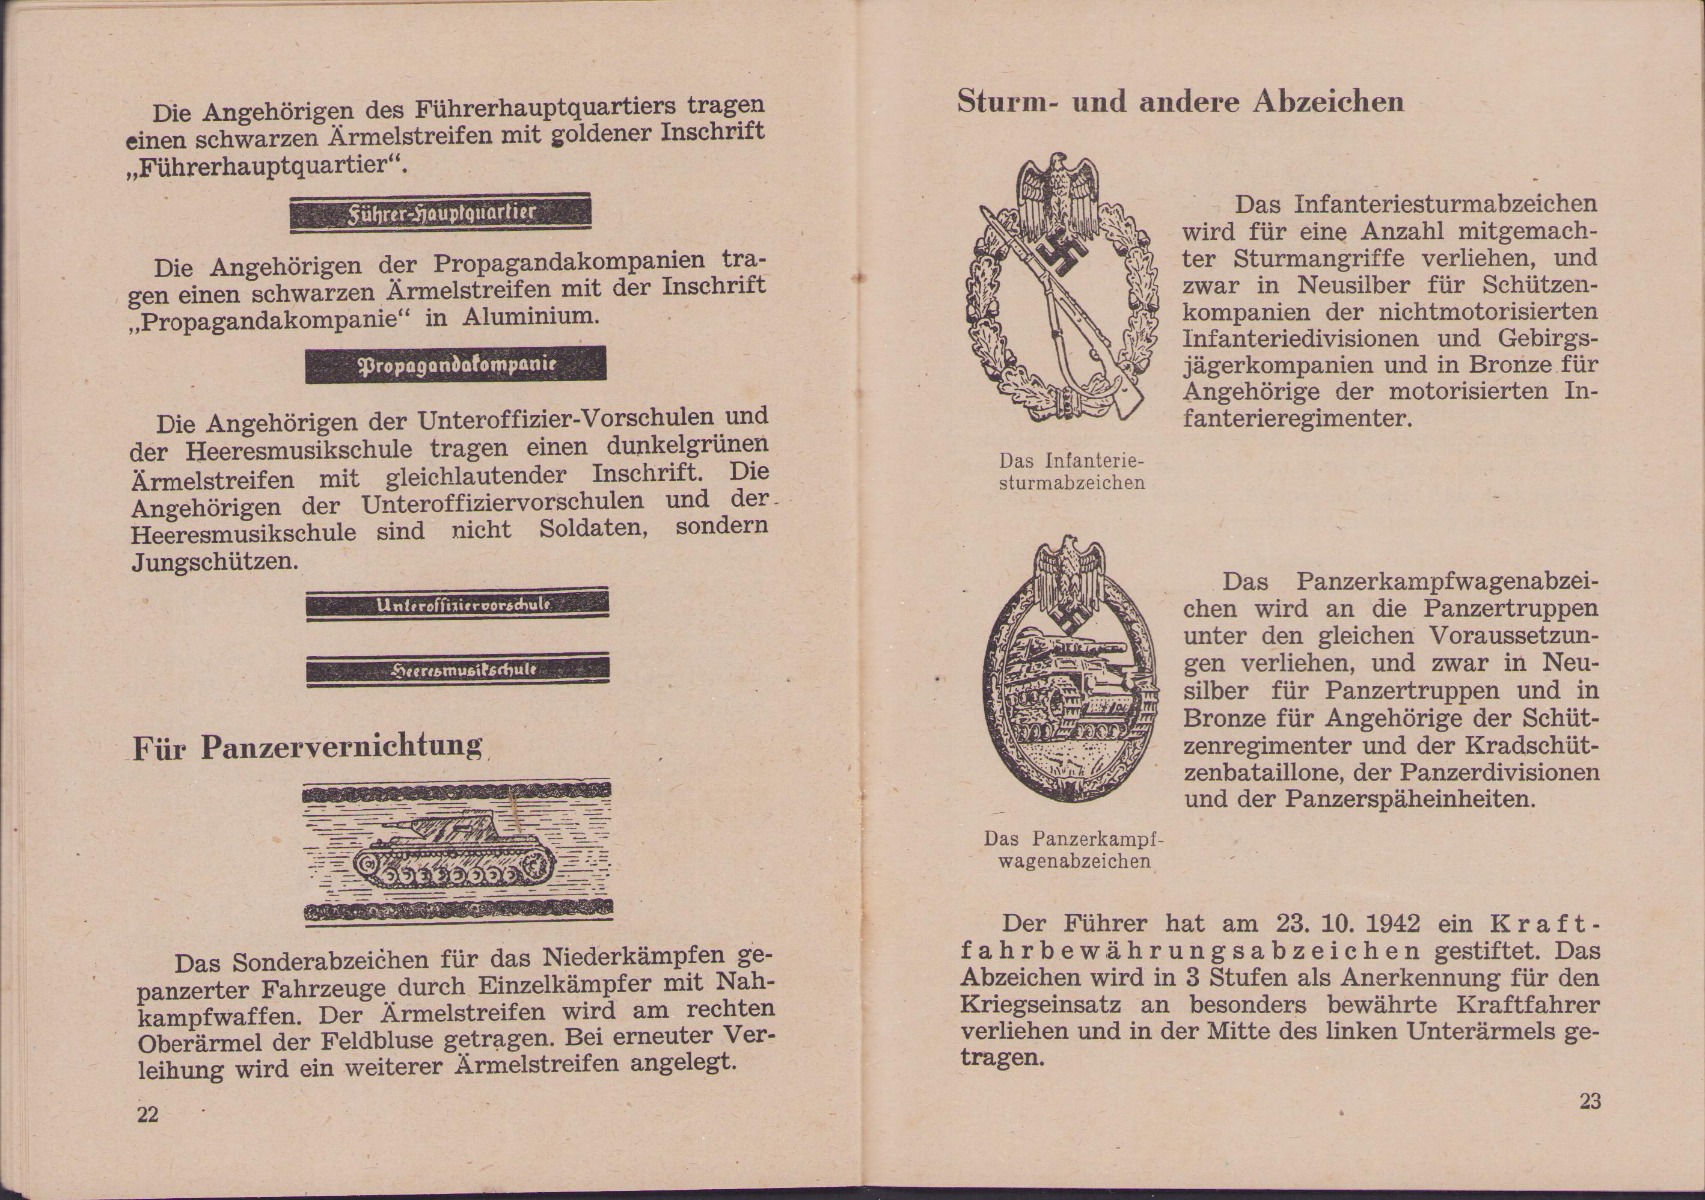 Die Angehörigen des Führerhauptquartiers tragen
einen schwarzen Ärmelstreifen mit goldener Inschrift
„Führerhauptquartier“.
Führer-Hauptquartier
Die Angehörigen der Propagandakompanien tra-
gen einen schwarzen Ärmelstreifen mit der Inschrift
„Propagandakompanie“ in Aluminium.
Propagandakompanie
Die Angehörigen der Unteroffizier-Vorschulen und
der Heeresmusikschule tragen einen dunkelgrünen
Ärmelstreifen mit gleichlautender Inschrift. Die
Angehörigen der Unteroffiziervorschulen und der
Heeresmusikschule sind nicht Soldaten, sondern
Jungschützen.
Unteroffiziervorschule
Heeresmusikschule
Für Panzervernichtung
Das Sonderabzeichen für das Niederkämpfen ge-
panzerter Fahrzeuge durch Einzelkämpfer mit Nah-
kampfwaffen. Der Ärmelstreifen wird am rechten
Oberärmel der Feldbluse getragen. Bei erneuter Ver-
leihung wird ein weiterer Ärmelstreifen angelegt.
22
Sturm- und andere Abzeichen
Das Infanteriesturmabzeichen
wird für eine Anzahl mitgemach-
ter Sturmangriffe verliehen, und
zwar in Neusilber für Schützen-
kompanien der nichtmotorisierten
Infanteriedivisionen und Gebirgs-
jägerkompanien und in Bronze für
Angehörige der motorisierten In-
fanterieregimenter.
Das Infanterie-
sturmabzeichen
Das Panzerkampfwagenabzei-
chen wird an die Panzertruppen
unter den gleichen Voraussetzun-
gen verliehen, und zwar in Neu-
silber für Panzertruppen und in
Bronze für Angehörige der Schüt-
zenregimenter und der Kradschüt-
zenbataillone, der Panzerdivisionen
und der Panzerspäheinheiten.
Das Panzerkampf-
wagenabzeichen
Der Führer hat am 23. 10. 1942 ein Kraft-
fahrbewährungsabzeichen gestiftet. Das
Abzeichen wird in 3 Stufen als Anerkennung für den
Kriegseinsatz an besonders bewährte Kraftfahrer
verliehen und in der Mitte des linken Unterärmels ge-
tragen.
23